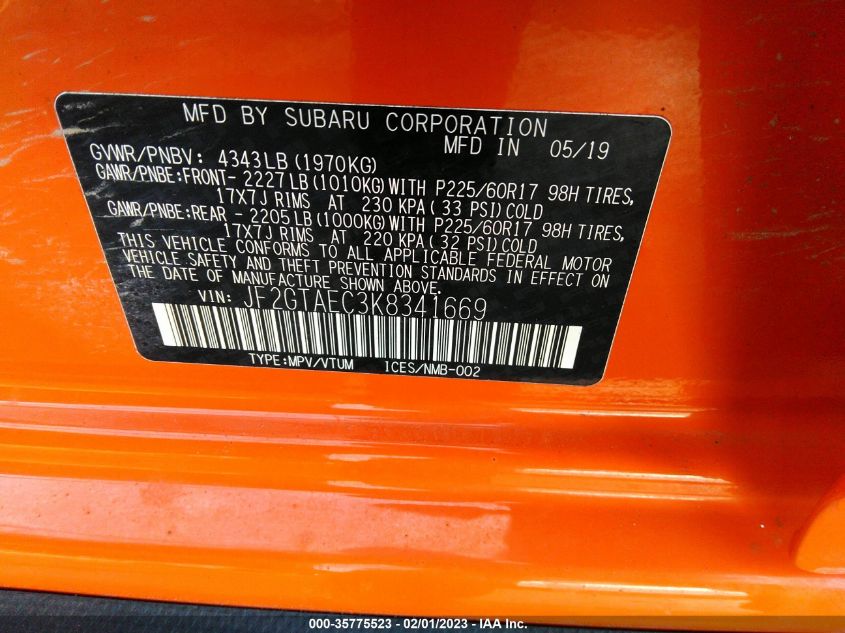 MFD BY SUBARU CORPORATION
MFD IN 05/19
GVWR/PNBV: 4343LB (1970KG)
GAWR/PNBE:FRONT- 2227LB (1010KG) WITH P225/60R17 98H TIRES,
17X7J RIMS AT 230 KPA (33 PSI) COLD
GAWR/PNBE:REAR - 2205LB (1000KG) WITH P225/60R17 98H TIRES,
17X7J RIMS AT 220 KPA (32 PSI) COLD
THIS VEHICLE CONFORMS TO ALL APPLICABLE FEDERAL MOTOR
VEHICLE SAFETY AND THEFT PREVENTION STANDARDS IN EFFECT ON
THE DATE OF MANUFACTURE SHOWN ABOVE.
VIN: JF2GTAEC3K8341669
TYPE:MPV/VTUM ICES/NMB-002
000-35775523 - 02/01/2023 - IAA Inc.